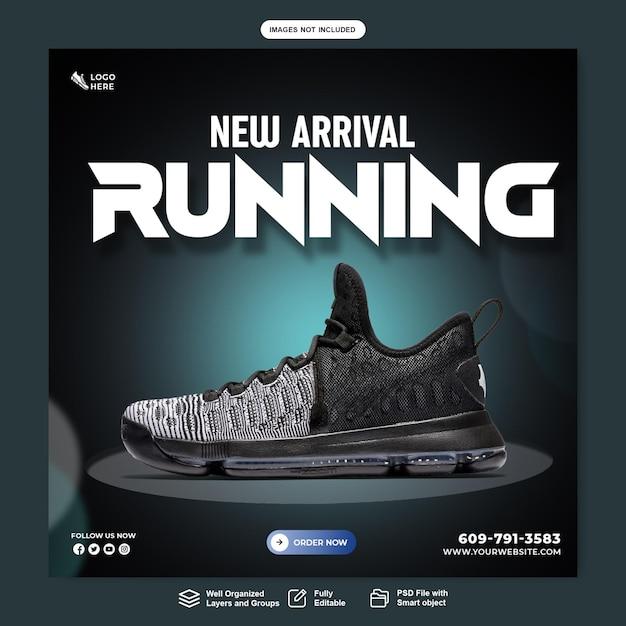 IMAGES NOT INCLUDED
LOGO
HERE
NEW ARRIVAL
RUNNING
FOLLOW US NOW
ORDER NOW
609-791-3583
WWW.YOURWEBSITE.COM
Well Organized
Layers and Groups
Fully
Editable
PSD File with
Smart object